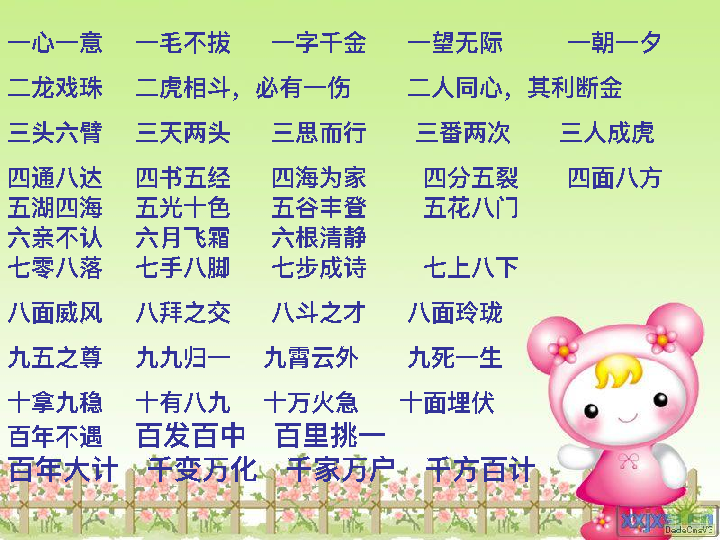 一心一意 一毛不拔 一字千金 一望无际 一朝一夕
二龙戏珠 二虎相斗，必有一伤 二人同心，其利断金
三头六臂 三天两头 三思而行 三番两次 三人成虎
四通八达 四书五经 四海为家 四分五裂 四面八方
五湖四海 五光十色 五谷丰登 五花八门
六亲不认 六月飞霜 六根清静
七零八落 七手八脚 七步成诗 七上八下
八面威风 八拜之交 八斗之才 八面玲珑
九五之尊 九九归一 九霄云外 九死一生
十拿九稳 十有八九 十万火急 十面埋伏
百年不遇 百发百中 百里挑一
百年大计 千变万化 千家万户 千方百计
DedeCmsV3